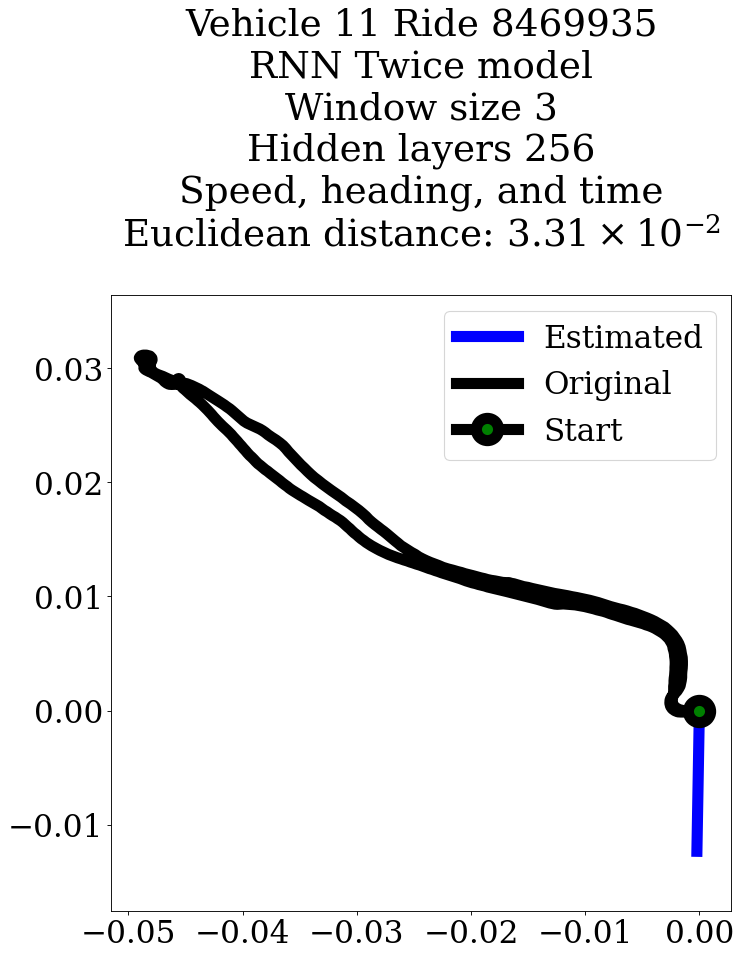 Vehicle 11 Ride 8469935
RNN Twice model
Window size 3
Hidden layers 256
Speed, heading, and time
Euclidean distance: 3.31 × 10⁻²
Estimated
Original
Start
0.03
0.02
0.01
0.00
−0.01
−0.05 −0.04 −0.03 −0.02 −0.01 0.00